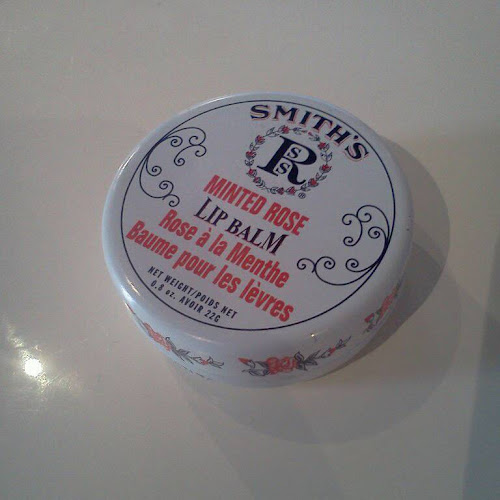 SMITH'S
R S S ®
MINTED ROSE
LIP BALM
Rose à la Menthe
Baume pour les lèvres
NET WEIGHT/POIDS NET
0.8 oz. AVOIR 22G